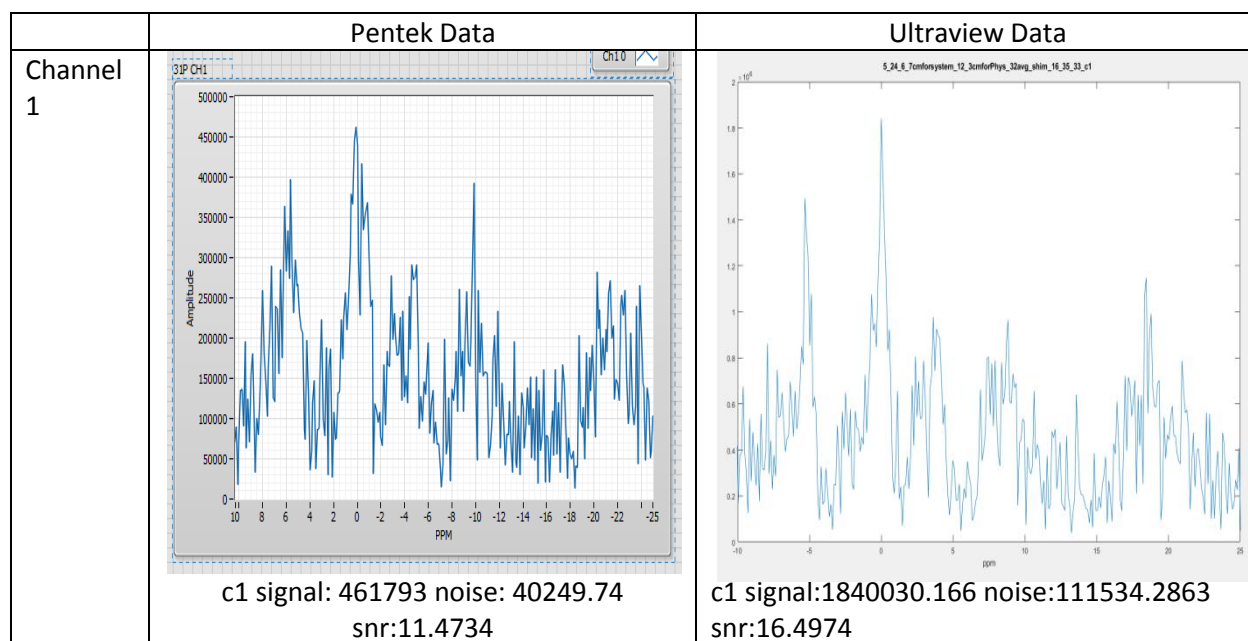 Pentek Data
Ultraview Data
Channel
1
31P CH1
Ch1 0
500000
450000
400000
350000
300000
250000
200000
150000
100000
50000
0
Amplitude
10 8 6 4 2 0 -2 -4 -6 -8 -10 -12 -14 -16 -18 -20 -22 -25
PPM
c1 signal: 461793 noise: 40249.74
snr:11.4734
5_24_6_7cmforsystem_12_3cmforPhys_32avg_shim_16_35_33_c1
2
1.8
1.6
1.4
1.2
1
0.8
0.6
0.4
0.2
0
-10 -5 0 5 10 15 20 25
ppm
c1 signal:1840030.166 noise:111534.2863
snr:16.4974